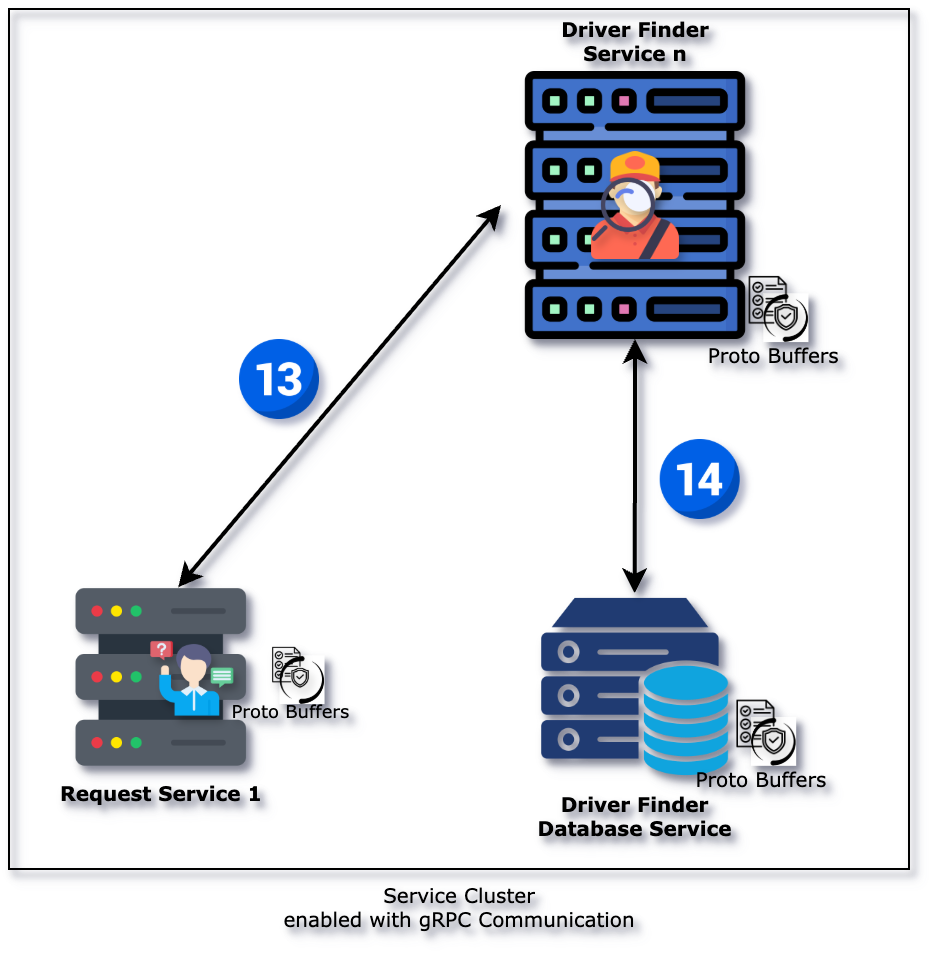 Driver Finder
Service n
Proto Buffers
13
14
?
Proto Buffers
Request Service 1
Proto Buffers
Driver Finder
Database Service
Service Cluster
enabled with gRPC Communication